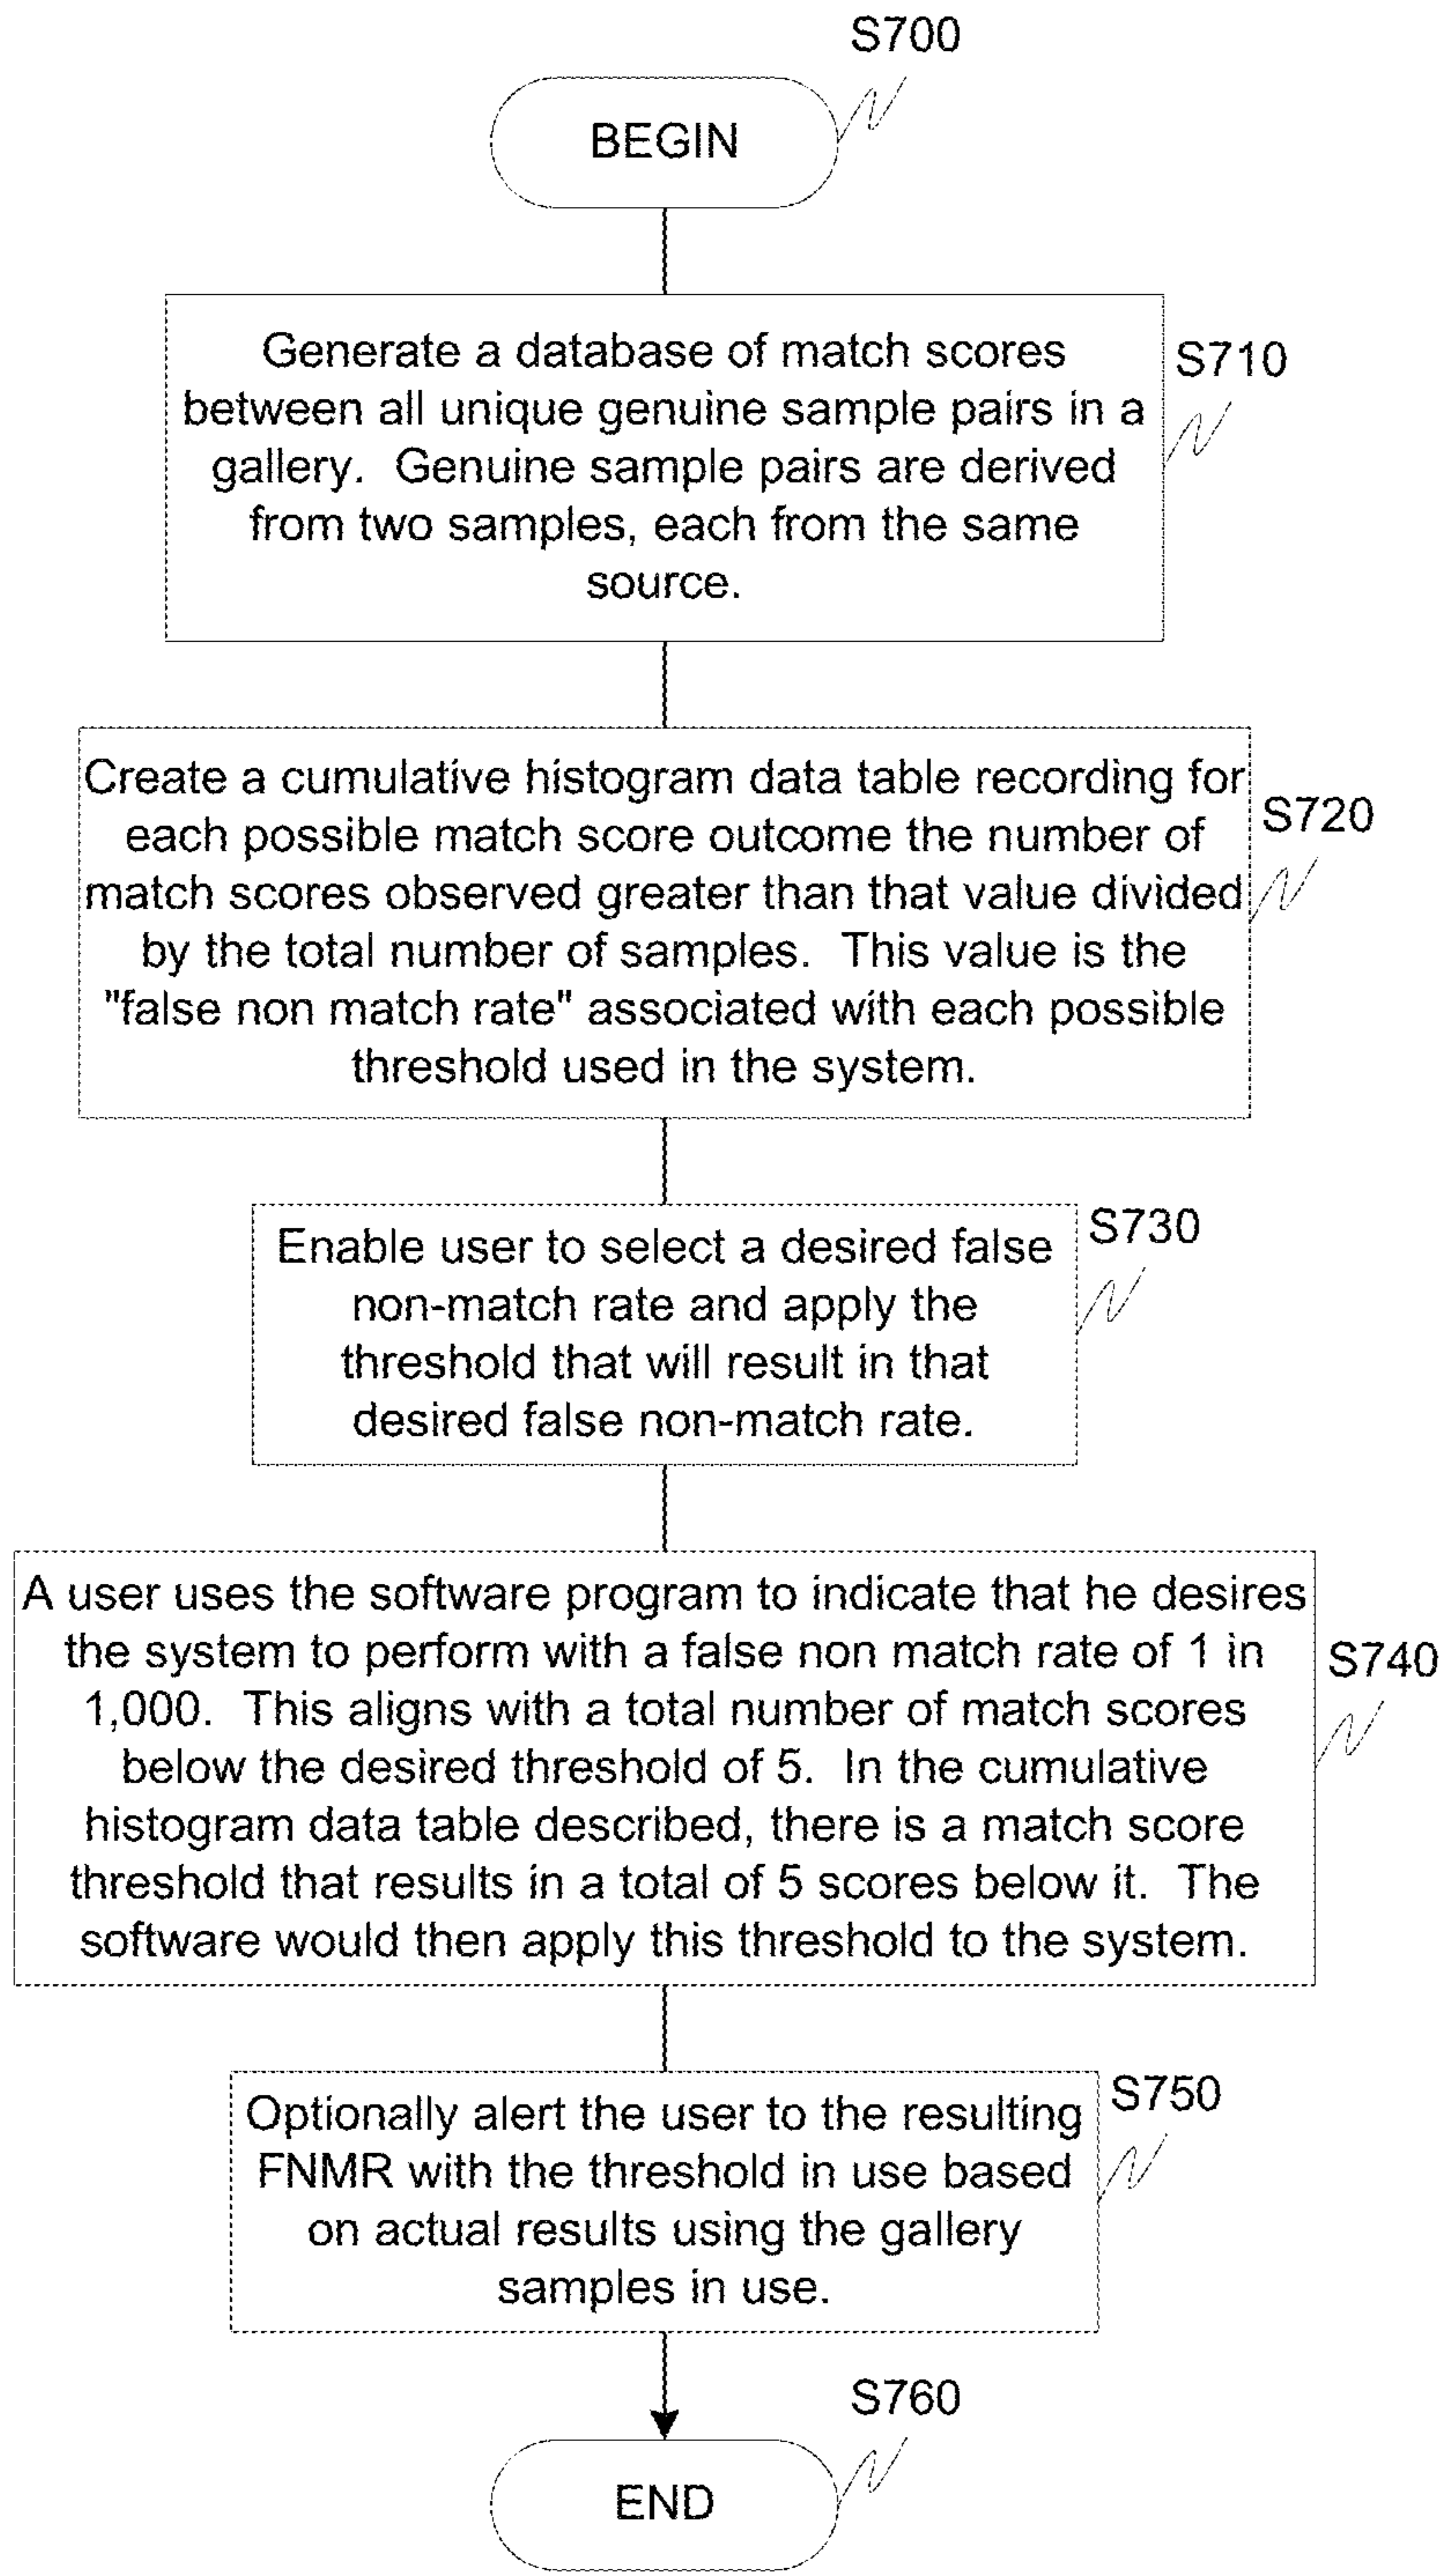 S700
BEGIN
Generate a database of match scores
between all unique genuine sample pairs in a
gallery.  Genuine sample pairs are derived
from two samples, each from the same
source.
S710
Create a cumulative histogram data table recording for
each possible match score outcome the number of
match scores observed greater than that value divided
by the total number of samples.  This value is the
"false non match rate" associated with each possible
threshold used in the system.
S720
Enable user to select a desired false
non-match rate and apply the
threshold that will result in that
desired false non-match rate.
S730
A user uses the software program to indicate that he desires
the system to perform with a false non match rate of 1 in
1,000.  This aligns with a total number of match scores
below the desired threshold of 5.  In the cumulative
histogram data table described, there is a match score
threshold that results in a total of 5 scores below it.  The
software would then apply this threshold to the system.
S740
Optionally alert the user to the resulting
FNMR with the threshold in use based
on actual results using the gallery
samples in use.
S750
S760
END